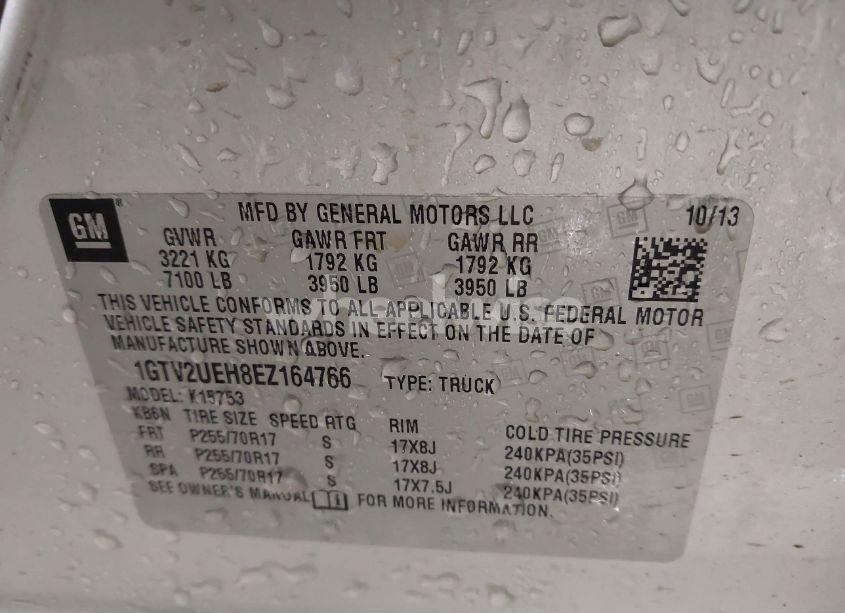 GM
MFD BY GENERAL MOTORS LLC 10/13
GVWR GAWR FRT GAWR RR
3221 KG 1792 KG 1792 KG
7100 LB 3950 LB 3950 LB
THIS VEHICLE CONFORMS TO ALL APPLICABLE U.S. FEDERAL MOTOR
VEHICLE SAFETY STANDARDS IN EFFECT ON THE DATE OF
MANUFACTURE SHOWN ABOVE.
1GTV2UEH8EZ164766 TYPE: TRUCK
MODEL: K15753
KB6N TIRE SIZE SPEED RTG RIM COLD TIRE PRESSURE
FRT P255/70R17 S 17X8J 240KPA(35PSI)
RR P255/70R17 S 17X8J 240KPA(35PSI)
SPA P255/70R17 S 17X7.5J 240KPA(35PSI)
SEE OWNER'S MANUAL FOR MORE INFORMATION.